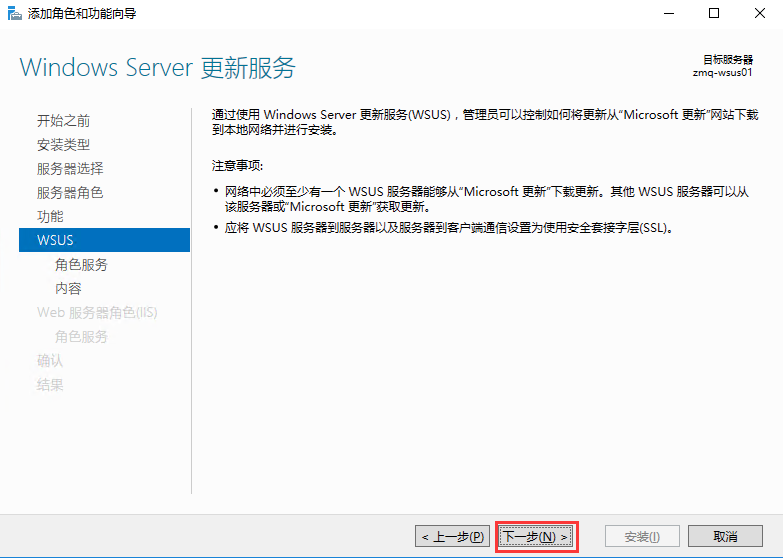 添加角色和功能向导
Windows Server 更新服务
目标服务器
zmq-wsus01
开始之前
安装类型
服务器选择
服务器角色
功能
WSUS
角色服务
内容
Web 服务器角色(IIS)
角色服务
确认
结果
通过使用 Windows Server 更新服务(WSUS)，管理员可以控制如何将更新从“Microsoft 更新”网站下载
到本地网络并进行安装。
注意事项:
• 网络中必须至少有一个 WSUS 服务器能够从“Microsoft 更新”下载更新。其他 WSUS 服务器可以从
该服务器或“Microsoft 更新”获取更新。
• 应将 WSUS 服务器到服务器以及服务器到客户端通信设置为使用安全套接字层(SSL)。
< 上一步(P)
下一步(N) >
安装(I)
取消